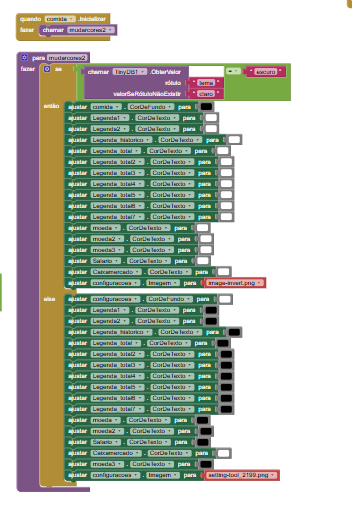 quando comida .Inicializar
fazer chamar mudarcores2
para mudarcores2
fazer se chamar TinyDB1 .ObterValor = " escuro "
rótulo " tema "
valorSeRótuloNãoExistir " claro "
então ajustar comida . CorDeFundo para
ajustar Legenda1 . CorDeTexto para
ajustar Legenda2 . CorDeTexto para
ajustar Legenda_historico . CorDeTexto para
ajustar Legenda_total . CorDeTexto para
ajustar Legenda_total2 . CorDeTexto para
ajustar Legenda_total3 . CorDeTexto para
ajustar Legenda_total4 . CorDeTexto para
ajustar Legenda_total5 . CorDeTexto para
ajustar Legenda_total6 . CorDeTexto para
ajustar Legenda_total7 . CorDeTexto para
ajustar moeda . CorDeTexto para
ajustar moeda2 . CorDeTexto para
ajustar moeda3 . CorDeTexto para
ajustar Salario . CorDeTexto para
ajustar Caixamercado . CorDeTexto para
ajustar configuracoes . Imagem para image-invert.png
else ajustar configuracoes . CorDeFundo para
ajustar Legenda1 . CorDeTexto para
ajustar Legenda2 . CorDeTexto para
ajustar Legenda_historico . CorDeTexto para
ajustar Legenda_total . CorDeTexto para
ajustar Legenda_total2 . CorDeTexto para
ajustar Legenda_total3 . CorDeTexto para
ajustar Legenda_total4 . CorDeTexto para
ajustar Legenda_total5 . CorDeTexto para
ajustar Legenda_total6 . CorDeTexto para
ajustar Legenda_total7 . CorDeTexto para
ajustar moeda . CorDeTexto para
ajustar moeda2 . CorDeTexto para
ajustar Salario . CorDeTexto para
ajustar Caixamercado . CorDeTexto para
ajustar moeda3 . CorDeTexto para
ajustar configuracoes . Imagem para setting-tool_2199.png